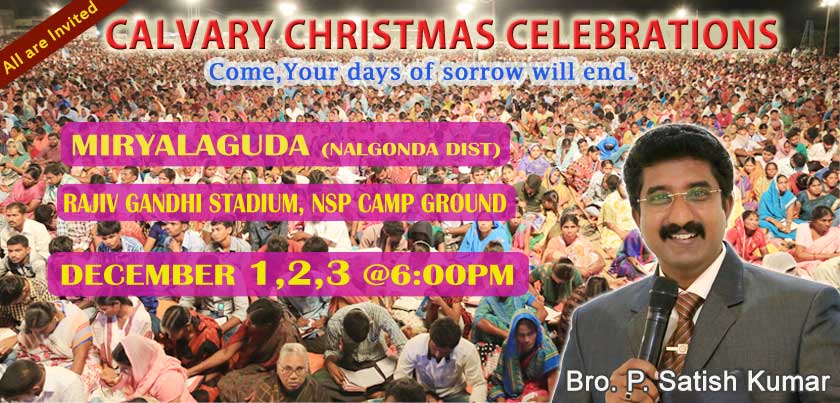 All are Invited
CALVARY CHRISTMAS CELEBRATIONS
Come,Your days of sorrow will end.
MIRYALAGUDA (NALGONDA DIST)
RAJIV GANDHI STADIUM, NSP CAMP GROUND
DECEMBER 1,2,3 @6:00PM
Bro. P. Satish Kumar